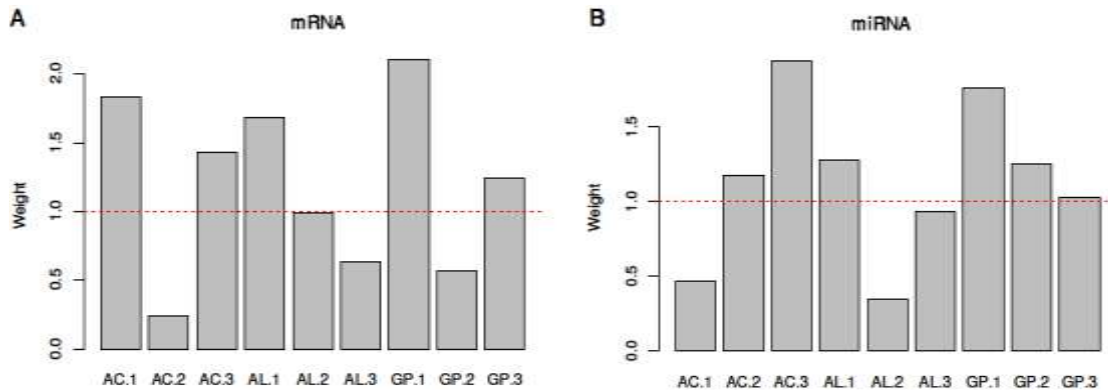 A
mRNA
Weight
2.0
1.5
1.0
0.5
0.0
AC.1 AC.2 AC.3 AL.1 AL.2 AL.3 GP.1 GP.2 GP.3
B
miRNA
Weight
1.5
1.0
0.5
0.0
AC.1 AC.2 AC.3 AL.1 AL.2 AL.3 GP.1 GP.2 GP.3